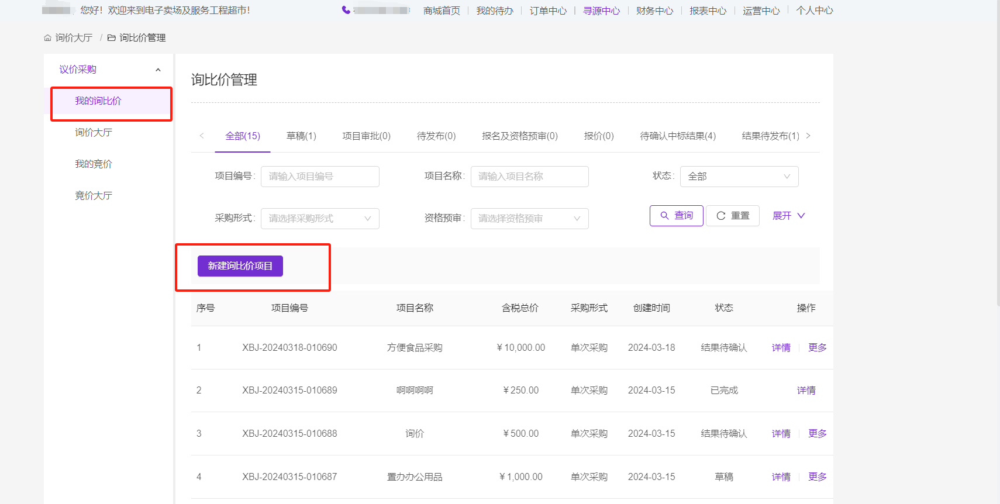 您好！欢迎来到电子卖场及服务工程超市！
商城首页 | 我的待办 | 订单中心 | 寻源中心 | 财务中心 | 报表中心 | 运营中心 | 个人中心
询价大厅 / 询比价管理
议价采购
我的询比价
询价大厅
我的竞价
竞价大厅
询比价管理
< 全部(15) 草稿(1) 项目审批(0) 待发布(0) 报名及资格预审(0) 报价(0) 待确认中标结果(4) 结果待发布(1) >
项目编号: 请输入项目编号 项目名称: 请输入项目名称 状态: 全部
采购形式: 请选择采购形式 资格预审: 请选择资格预审 查询 重置 展开
新建询比价项目
序号 项目编号 项目名称 含税总价 采购形式 创建时间 状态 操作
1 XBJ-20240318-010690 方便食品采购 ￥10,000.00 单次采购 2024-03-18 结果待确认 详情 | 更多
2 XBJ-20240315-010689 啊啊啊啊 ￥250.00 单次采购 2024-03-15 已完成 详情
3 XBJ-20240315-010688 询价 ￥500.00 单次采购 2024-03-15 结果待确认 详情 | 更多
4 XBJ-20240315-010687 置办办公用品 ￥1,000.00 单次采购 2024-03-15 草稿 详情 | 更多